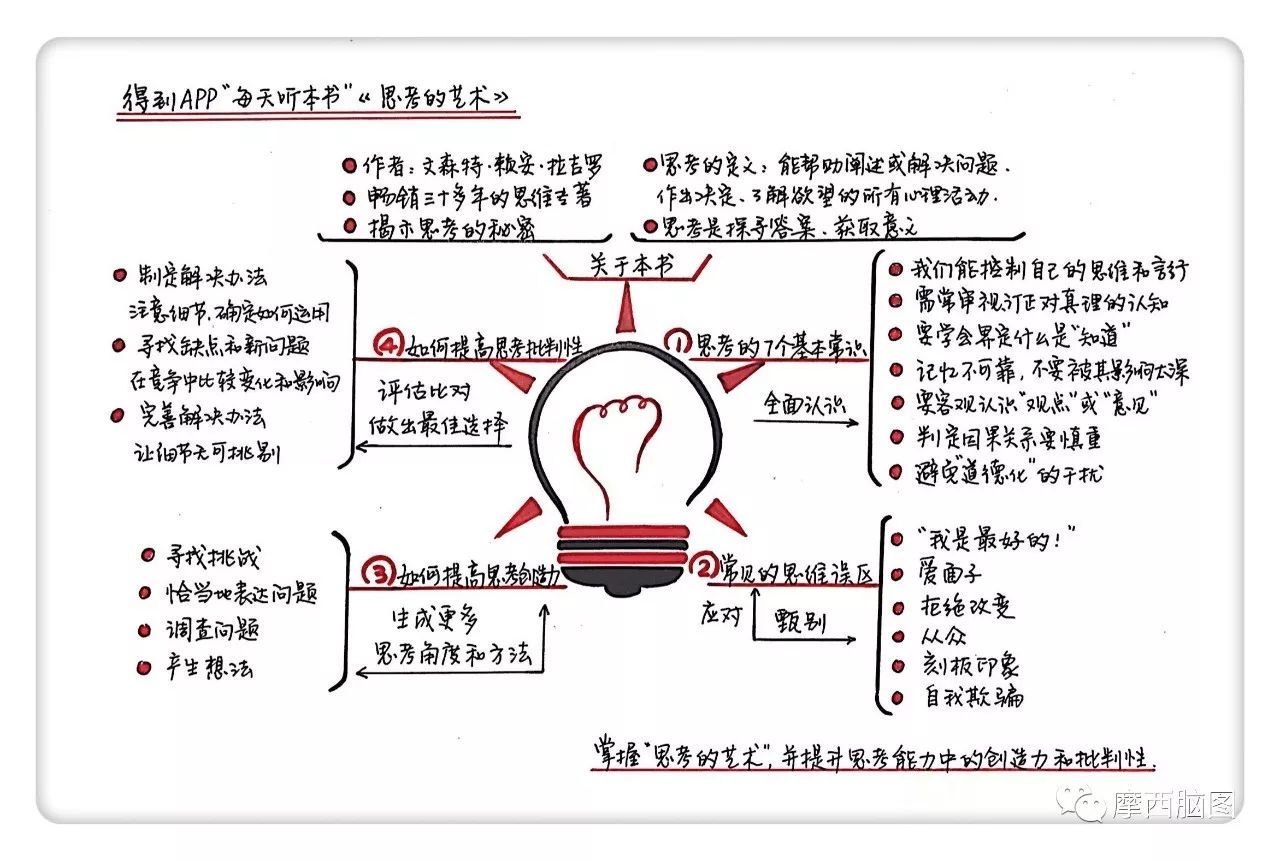 得到APP"每天听本书"《思考的艺术》
●作者：文森特·赖安·拉吉罗
●畅销三十多年的思维专著
●揭示思考的秘密
●思考的定义：能帮助阐述或解决问题、
作出决定、了解欲望的所有心理活动.
●思考是探寻答案、获取意义
关于本书
①思考的7个基本常识
全面认识
●我们能控制自己的思维和言行
●需常审视、订正对真理的认知
●要学会界定什么是"知道"
●记忆不可靠，不要被其影响太深
●要客观认识"观点"或"意见"
●判定因果关系要慎重
●避免"道德化"的干扰
②常见的思维误区
应对 甄别
●"我是最好的！"
●爱面子
●拒绝改变
●从众
●刻板印象
●自我欺骗
③如何提高思考创造力
生成更多
思考角度和方法
●寻找挑战
●恰当地表达问题
●调查问题
●产生想法
④如何提高思考批判性
评估比对
做出最佳选择
●制定解决办法
注意细节、确定如何运用
●寻找缺点和新问题
在竞争中比较变化和影响
●完善解决办法
让细节无可挑剔
掌握"思考的艺术"，并提升思考能力中的创造力和批判性.
摩西脑图